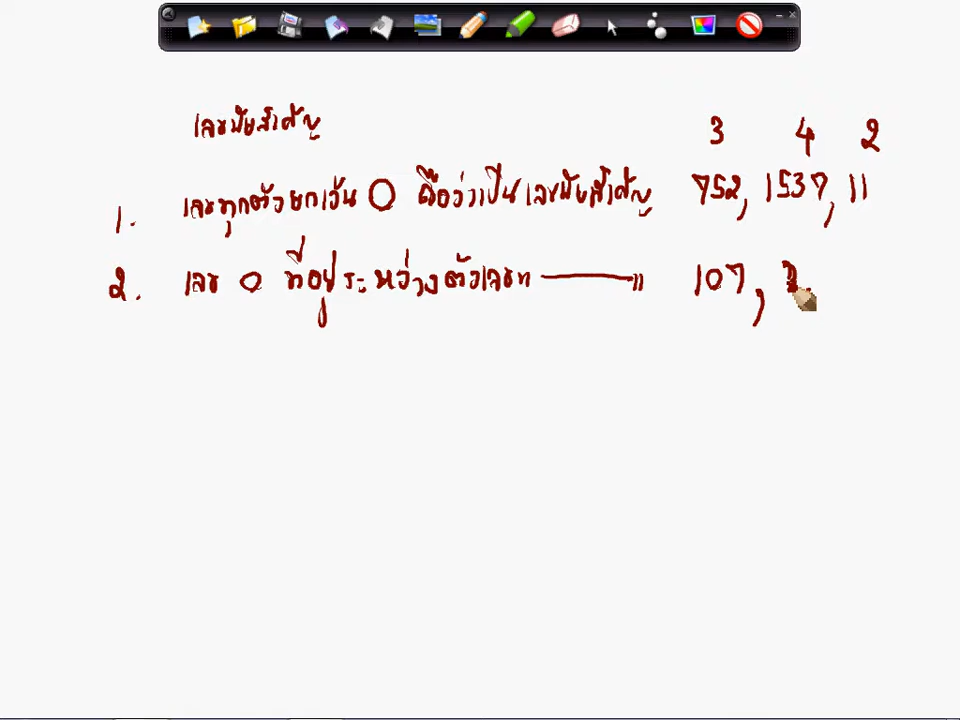 เลขนัยสำคัญ
3 4 2
1. เลขทุกตัวยกเว้น 0 ถือว่าเป็นเลขนัยสำคัญ 752, 1537, 11
2. เลข 0 ที่อยู่ระหว่างตัวเลข ——— " 107,